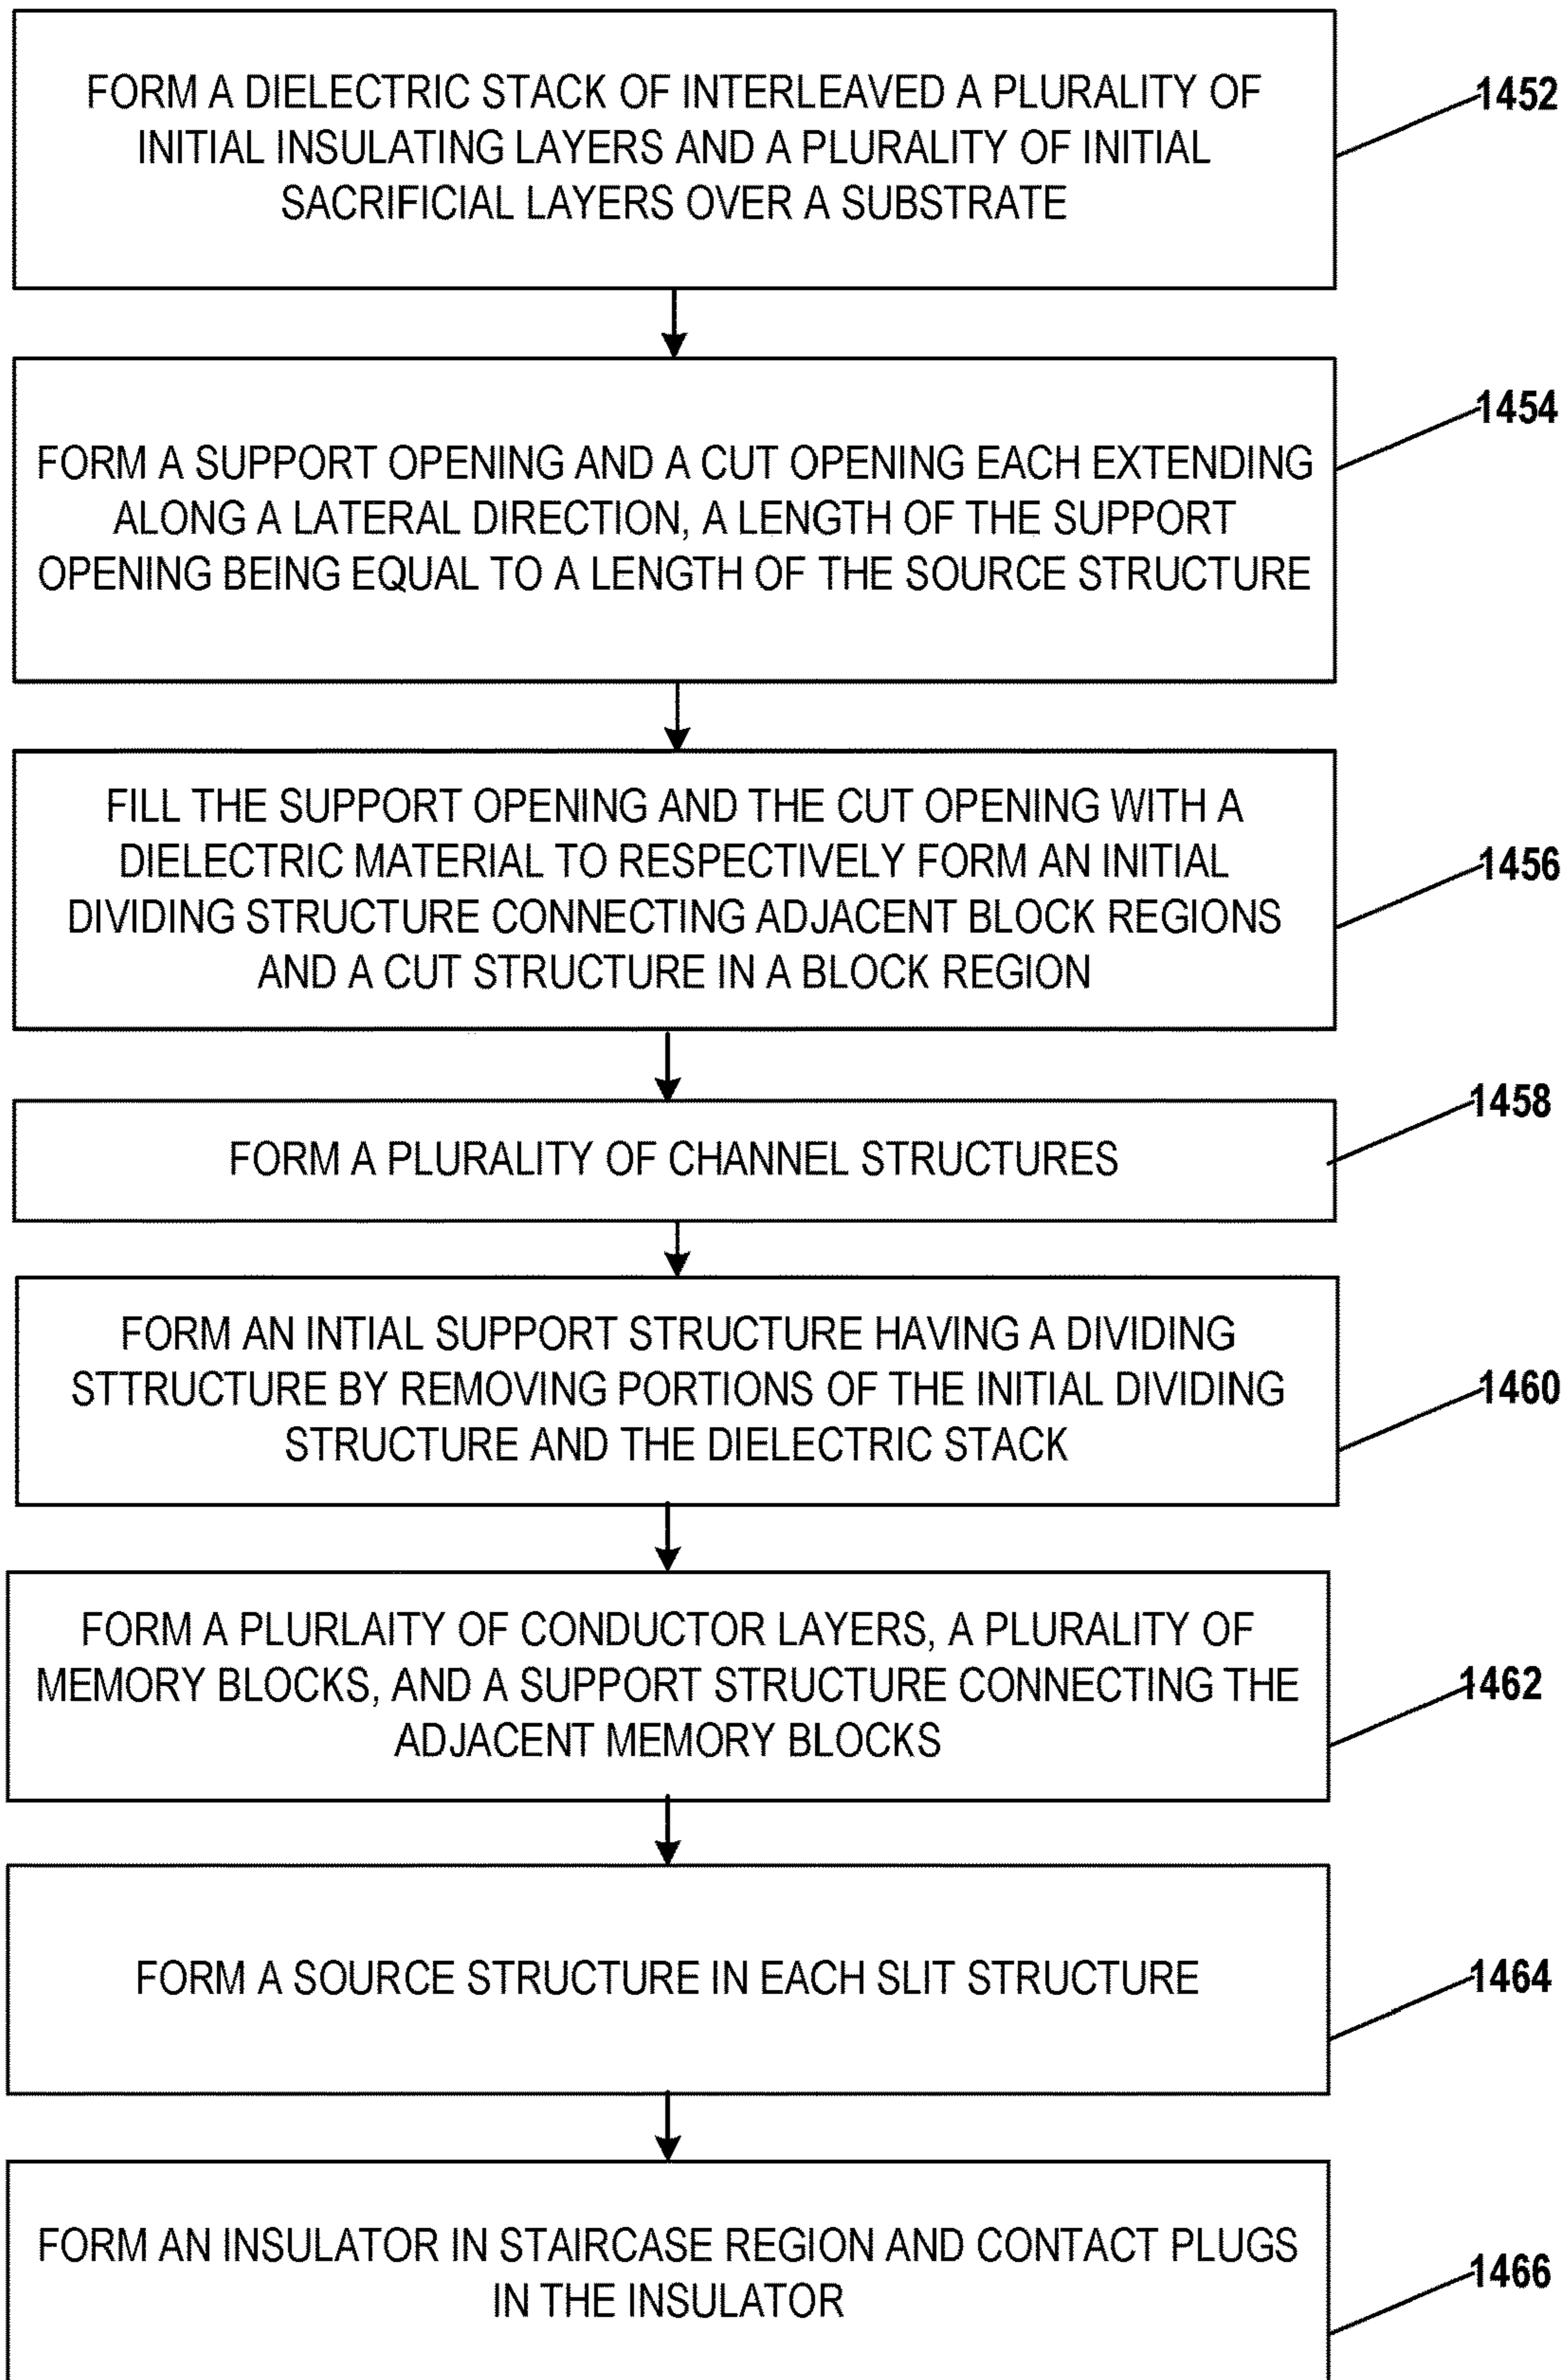 FORM A DIELECTRIC STACK OF INTERLEAVED A PLURALITY OF
INITIAL INSULATING LAYERS AND A PLURALITY OF INITIAL
SACRIFICIAL LAYERS OVER A SUBSTRATE
1452
FORM A SUPPORT OPENING AND A CUT OPENING EACH EXTENDING
ALONG A LATERAL DIRECTION, A LENGTH OF THE SUPPORT
OPENING BEING EQUAL TO A LENGTH OF THE SOURCE STRUCTURE
1454
FILL THE SUPPORT OPENING AND THE CUT OPENING WITH A
DIELECTRIC MATERIAL TO RESPECTIVELY FORM AN INITIAL
DIVIDING STRUCTURE CONNECTING ADJACENT BLOCK REGIONS
AND A CUT STRUCTURE IN A BLOCK REGION
1456
FORM A PLURALITY OF CHANNEL STRUCTURES
1458
FORM AN INTIAL SUPPORT STRUCTURE HAVING A DIVIDING
STTRUCTURE BY REMOVING PORTIONS OF THE INITIAL DIVIDING
STRUCTURE AND THE DIELECTRIC STACK
1460
FORM A PLURLAITY OF CONDUCTOR LAYERS, A PLURALITY OF
MEMORY BLOCKS, AND A SUPPORT STRUCTURE CONNECTING THE
ADJACENT MEMORY BLOCKS
1462
FORM A SOURCE STRUCTURE IN EACH SLIT STRUCTURE
1464
FORM AN INSULATOR IN STAIRCASE REGION AND CONTACT PLUGS
IN THE INSULATOR
1466